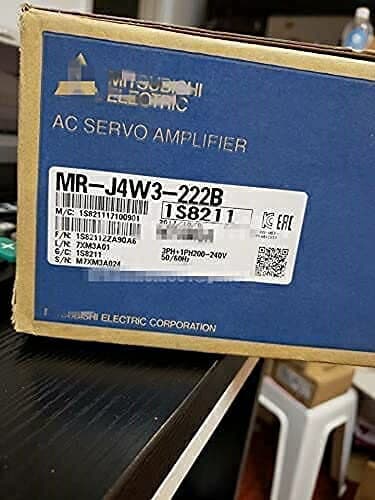 MITSUBISHI
ELECTRIC
AC SERVO AMPLIFIER
MR-J4W3-222B
M/C: 1S821117100901
1S8211
F/N: 1S8211ZZA90A6
L/N: 7XM3A01
G/C: 1S8211
S/N: M7XM3A024
3PH+1PH200-240V
50/60Hz
EAC
ELECTRIC CORPORATION